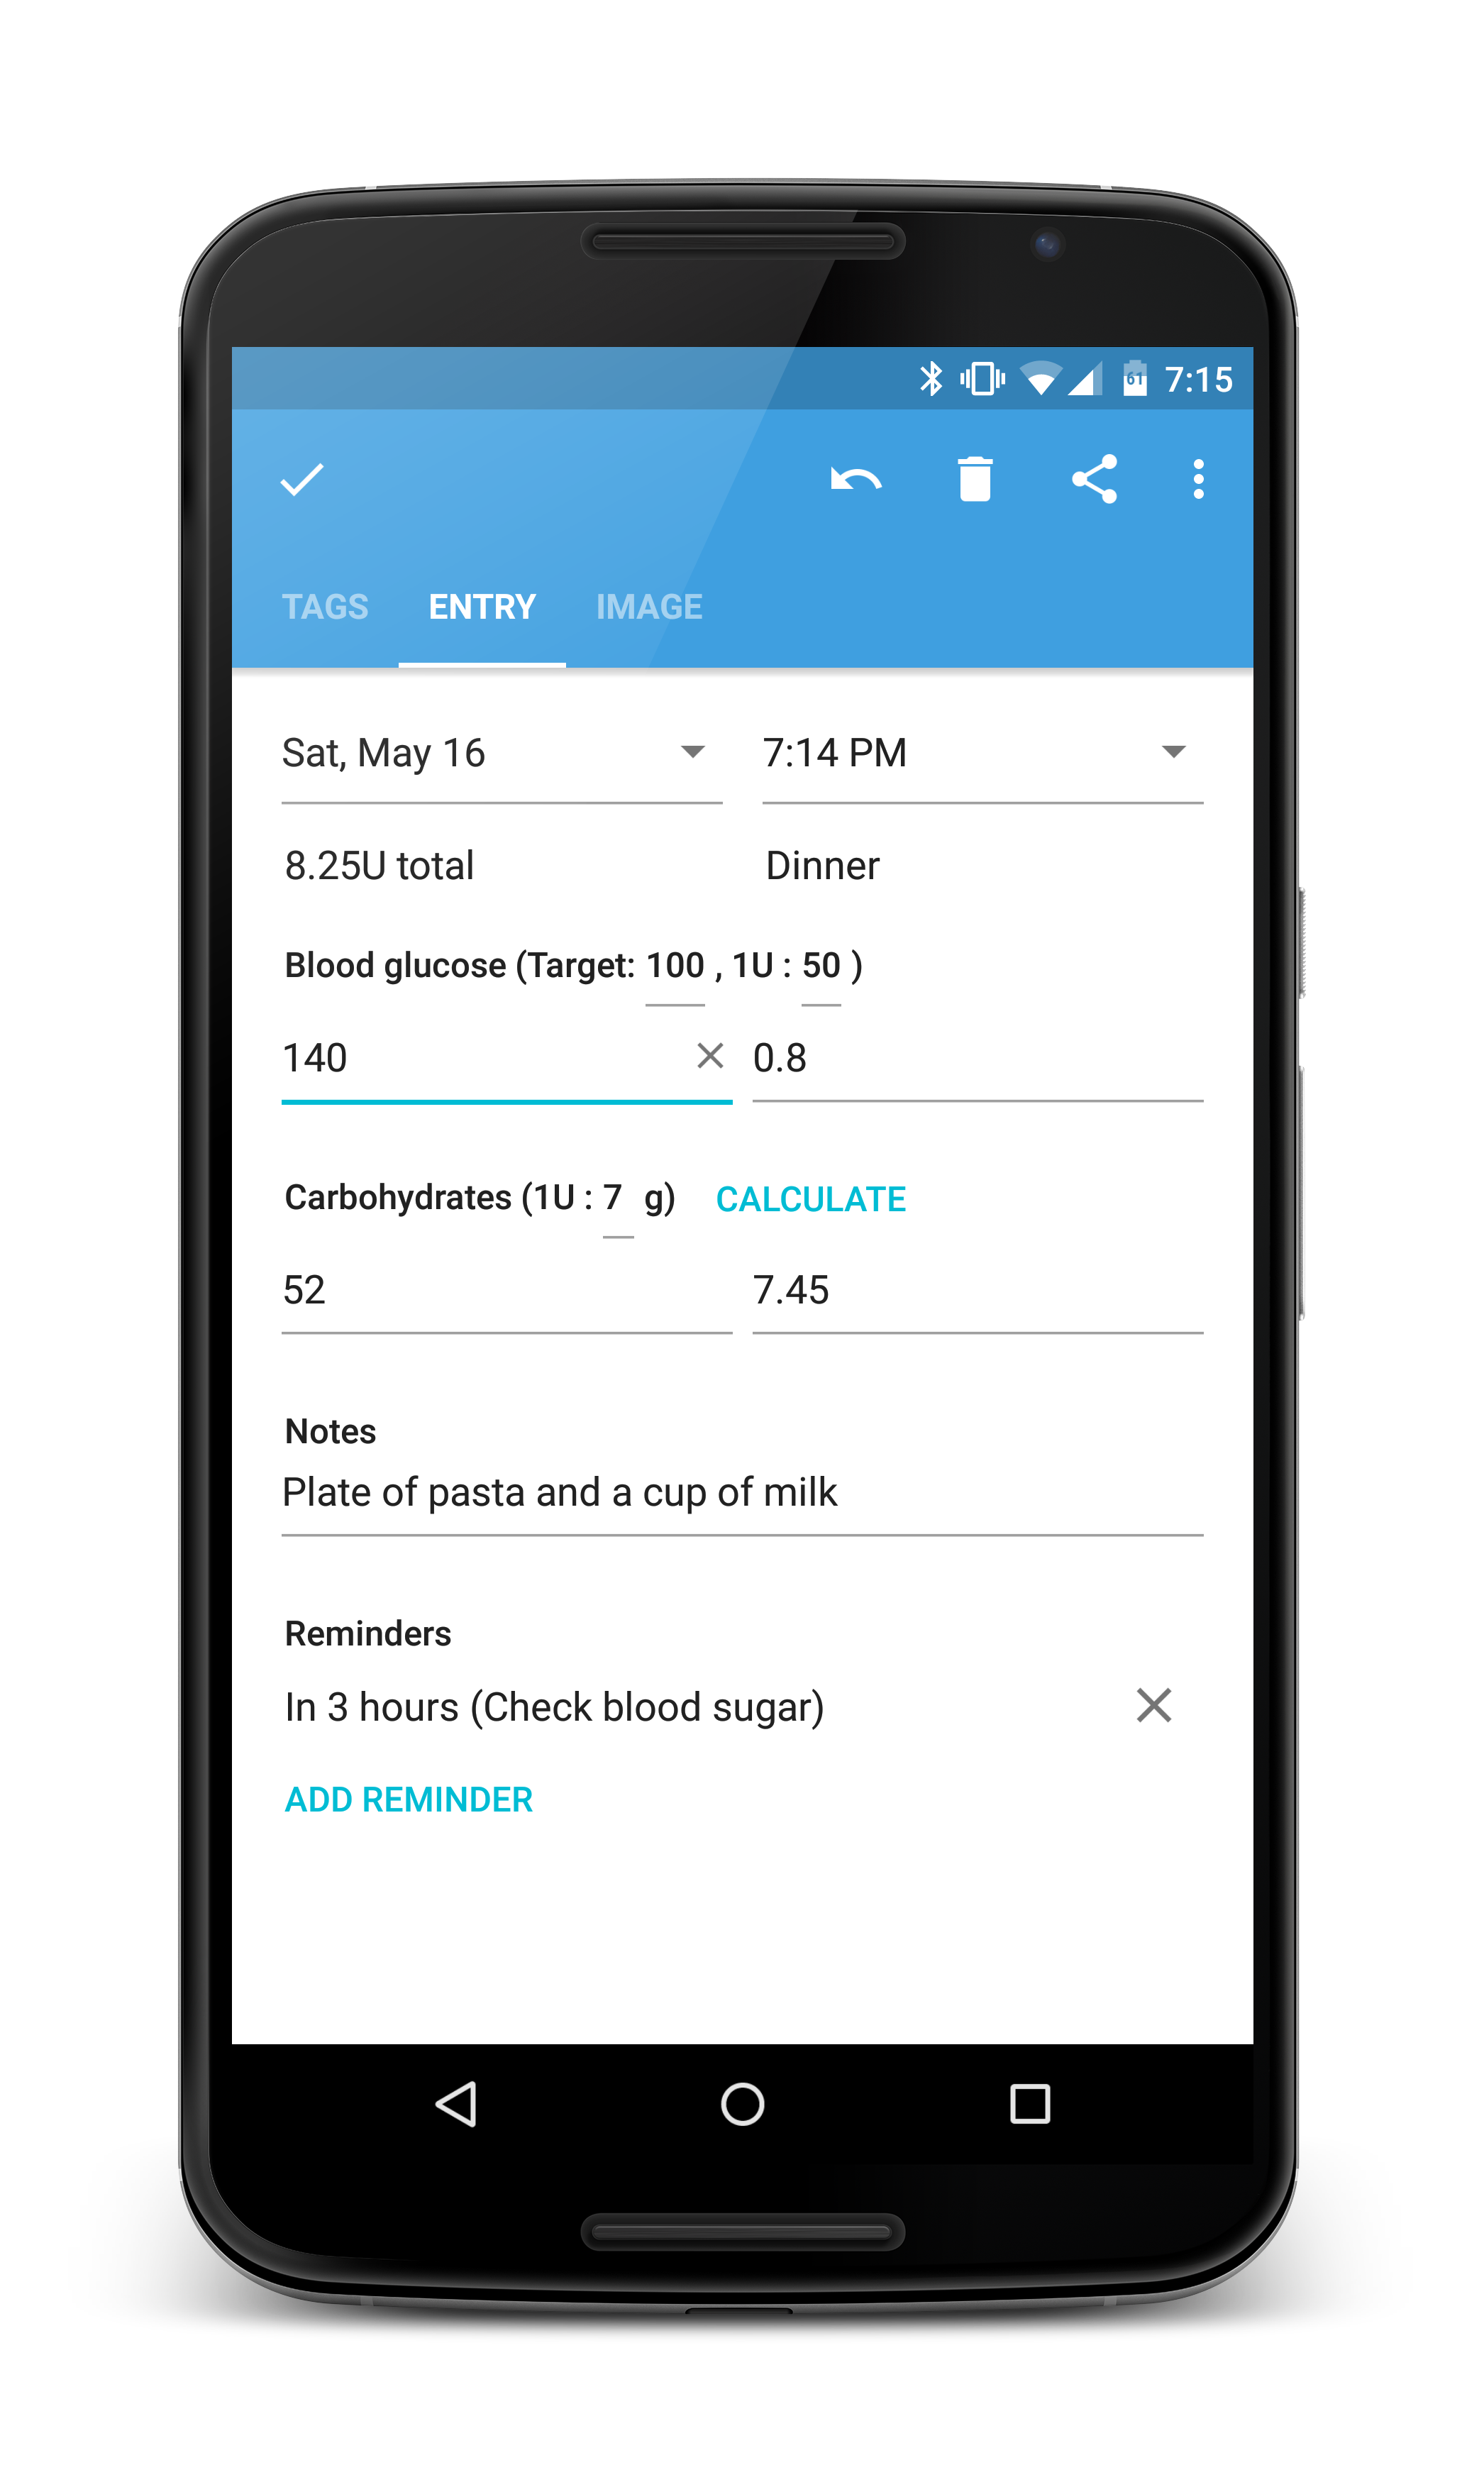 61 7:15
TAGS ENTRY IMAGE
Sat, May 16 7:14 PM
8.25U total Dinner
Blood glucose (Target: 100 , 1U : 50 )
140 0.8
Carbohydrates (1U : 7 g) CALCULATE
52 7.45
Notes
Plate of pasta and a cup of milk
Reminders
In 3 hours (Check blood sugar)
ADD REMINDER